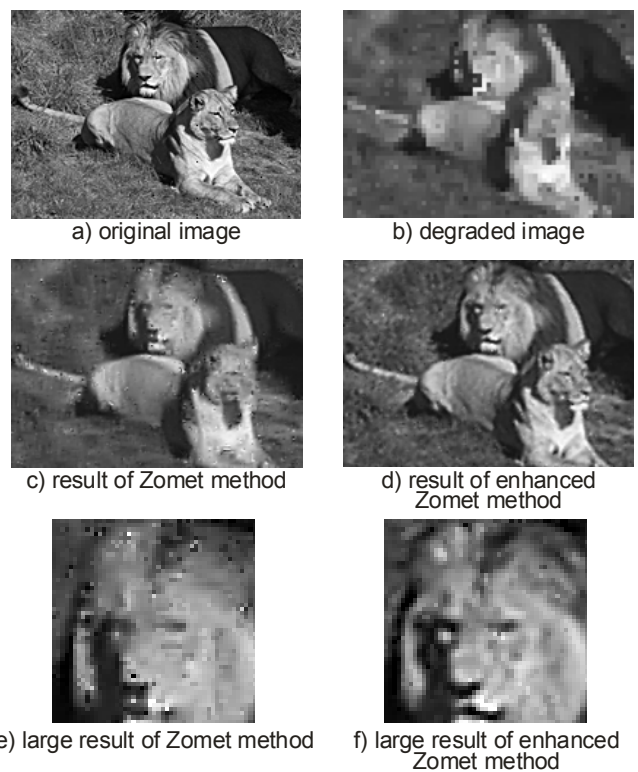 a) original image
b) degraded image
c) result of Zomet method
d) result of enhanced
Zomet method
e) large result of Zomet method
f) large result of enhanced
Zomet method